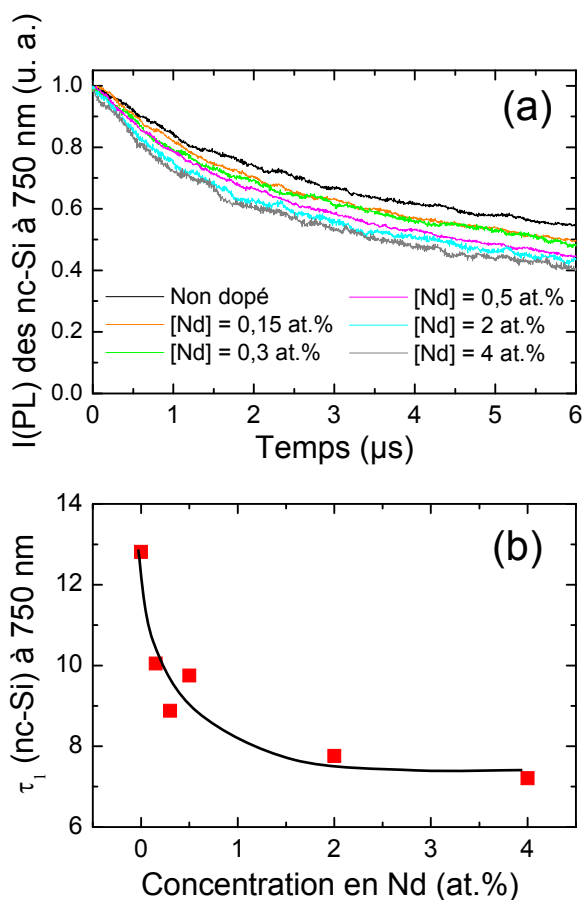 I(PL) des nc-Si à 750 nm (u. a.)
1.0
0.8
0.6
0.4
0.2
0.0
(a)
Non dopé
[Nd] = 0,15 at.%
[Nd] = 0,3 at.%
[Nd] = 0,5 at.%
[Nd] = 2 at.%
[Nd] = 4 at.%
0 1 2 3 4 5 6
Temps (µs)
τ₁ (nc-Si) à 750 nm
14
12
10
8
6
(b)
0 1 2 3 4
Concentration en Nd (at.%)